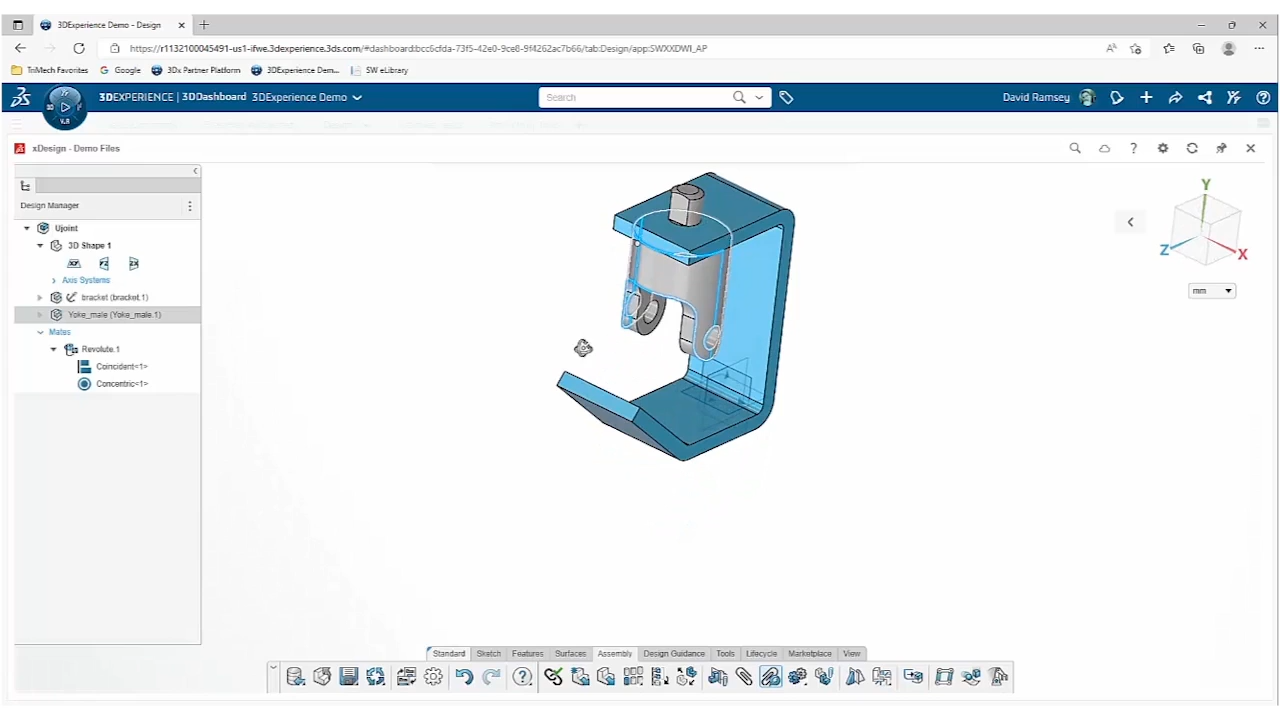 3DExperience Demo - Design
https://r1132100045491-us1-ifwe.3dexperience.3ds.com/#dashboard:bcc6cfda-73f5-42e0-9ce8-9f4262ac7b66/tab:Design/app:SWXXDWI_AP
TriMech Favorites Google 3Dx Partner Platform 3DExperience Dem... SW eLibrary
3DEXPERIENCE | 3DDashboard 3DExperience Demo Search David Ramsey
V.R
xDesign - Demo Files
Design Manager
Ujoint
3D Shape 1
Axis Systems
bracket (bracket.1)
Yoke_male (Yoke_male.1)
Mates
Revolute.1
Coincident<1>
Concentric<1>
Y
Z X
mm
Standard Sketch Features Surfaces Assembly Design Guidance Tools Lifecycle Marketplace View